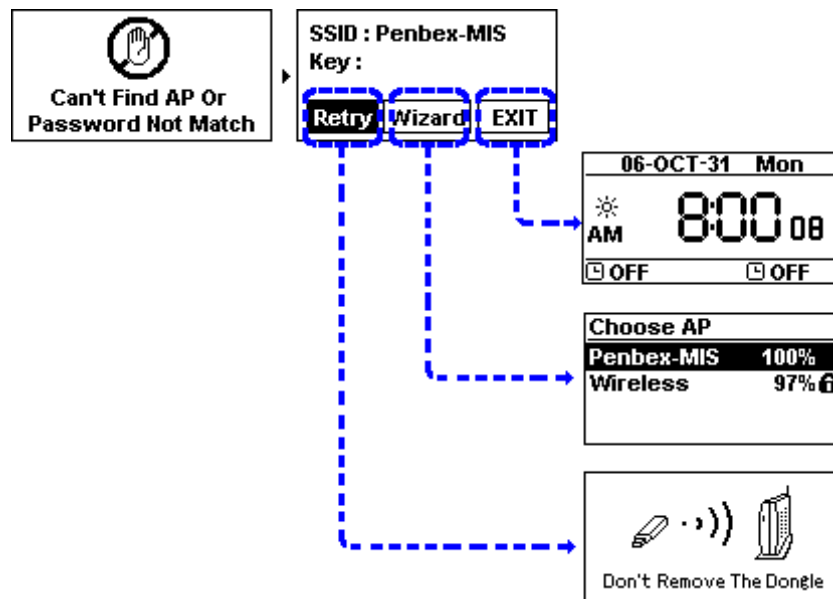 Can't Find AP Or
Password Not Match
SSID : Penbex-MIS
Key :
Retry Wizard EXIT
06-OCT-31 Mon
AM 8:00 08
OFF OFF
Choose AP
Penbex-MIS 100%
Wireless 97%
Don't Remove The Dongle